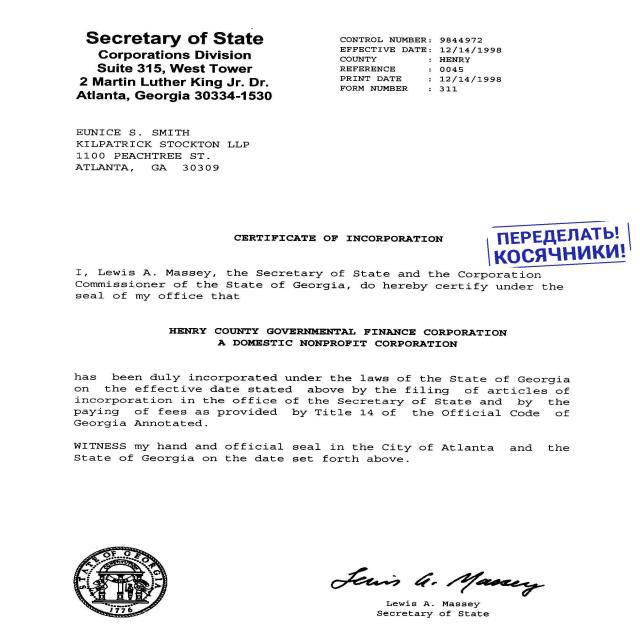 Secretary of State
Corporations Division
Suite 315, West Tower
2 Martin Luther King Jr. Dr.
Atlanta, Georgia 30334-1530
CONTROL NUMBER: 9844972
EFFECTIVE DATE: 12/14/1998
COUNTY : HENRY
REFERENCE : 0045
PRINT DATE : 12/14/1998
FORM NUMBER : 311
EUNICE S. SMITH
KILPATRICK STOCKTON LLP
1100 PEACHTREE ST.
ATLANTA, GA 30309
ПЕРЕДЕЛАТЬ!
КОСЯЧНИКИ!
CERTIFICATE OF INCORPORATION
I, Lewis A. Massey, the Secretary of State and the Corporation
Commissioner of the State of Georgia, do hereby certify under the
seal of my office that
HENRY COUNTY GOVERNMENTAL FINANCE CORPORATION
A DOMESTIC NONPROFIT CORPORATION
has been duly incorporated under the laws of the State of Georgia
on the effective date stated above by the filing of articles of
incorporation in the office of the Secretary of State and by the
paying of fees as provided by Title 14 of the Official Code of
Georgia Annotated.
WITNESS my hand and official seal in the City of Atlanta and the
State of Georgia on the date set forth above.
STATE OF GEORGIA
1776
Lewis A. Massey
Lewis A. Massey
Secretary of State